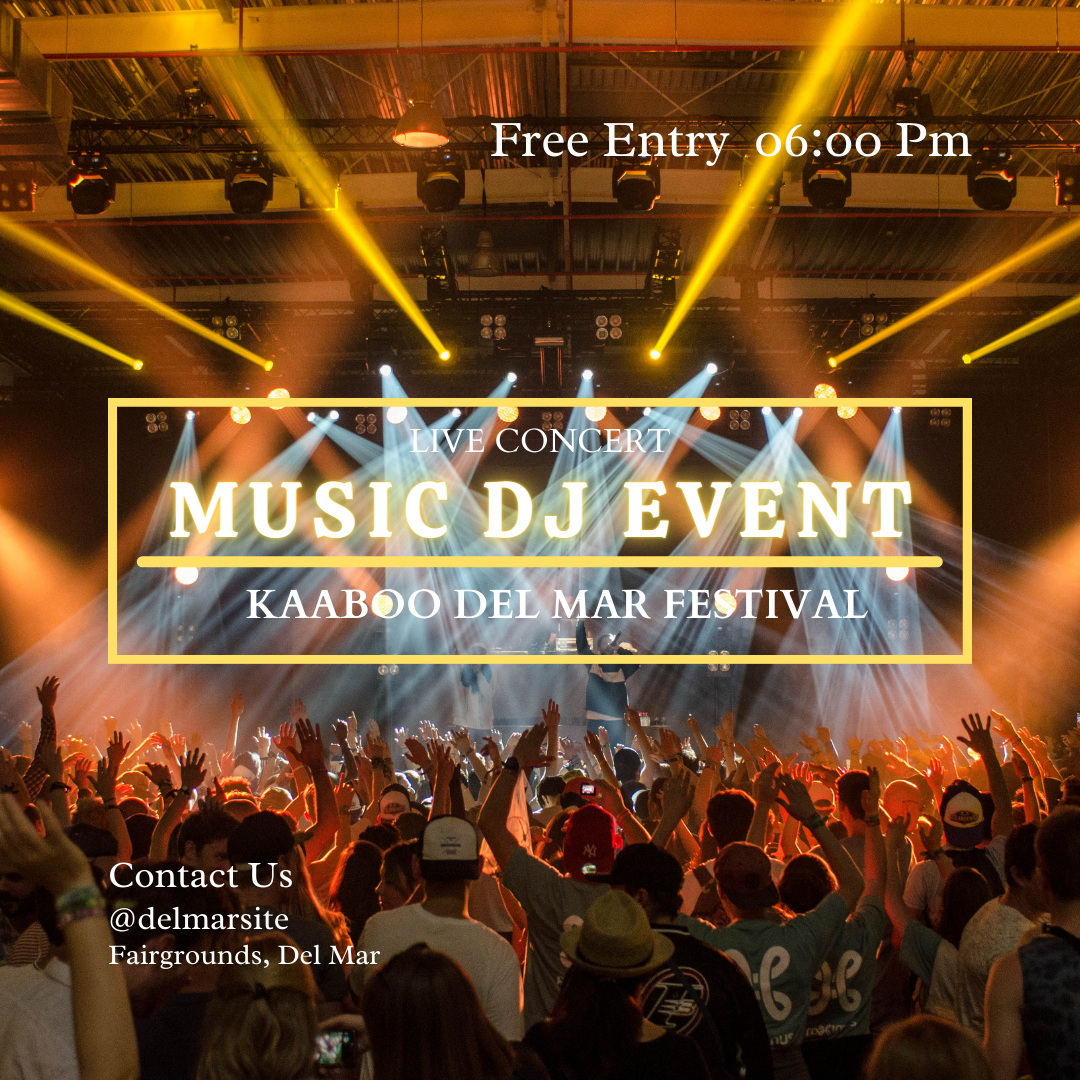 Free Entry 06:00 Pm
LIVE CONCERT
MUSIC DJ EVENT
KAABOO DEL MAR FESTIVAL
Contact Us
@delmarsite
Fairgrounds, Del Mar